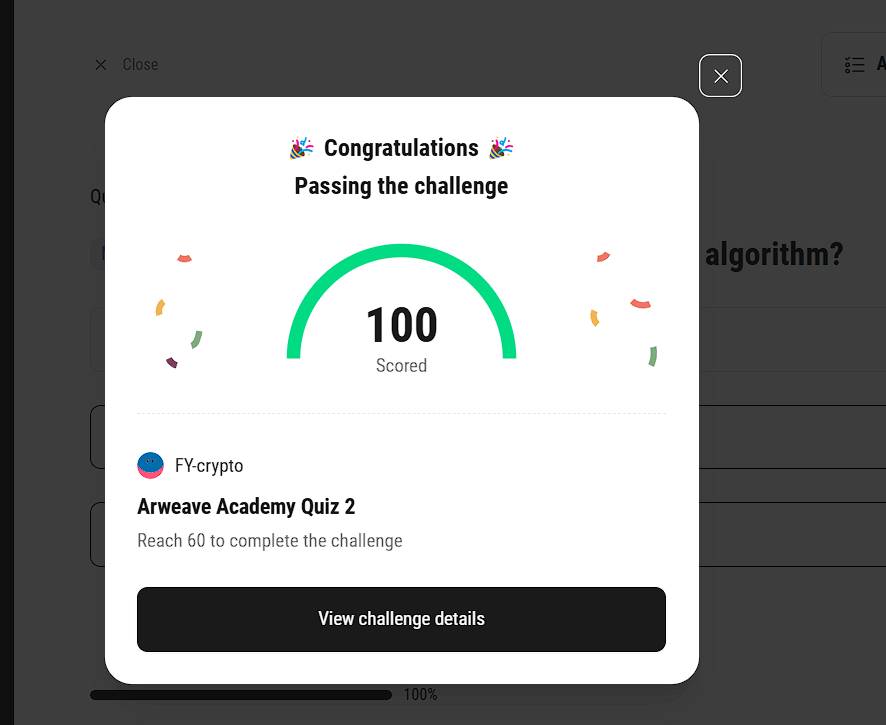 Close
Congratulations
Passing the challenge
algorithm?
100
Scored
FY-crypto
Arweave Academy Quiz 2
Reach 60 to complete the challenge
View challenge details
100%